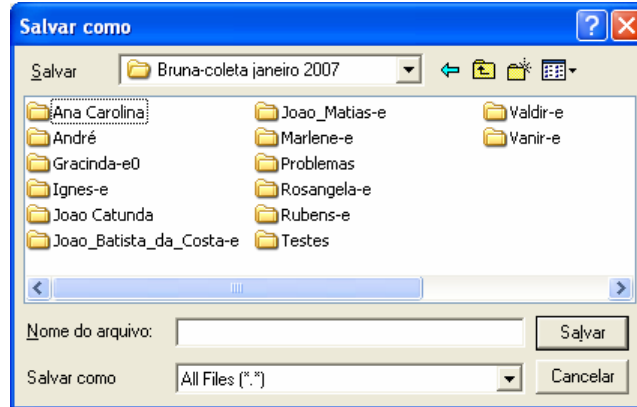 Salvar como
Salvar
Bruna-coleta janeiro 2007
Ana Carolina
André
Gracinda-e0
Ignes-e
Joao Catunda
Joao_Batista_da_Costa-e
Joao_Matias-e
Marlene-e
Problemas
Rosangela-e
Rubens-e
Testes
Valdir-e
Vanir-e
Nome do arquivo:
Salvar
Salvar como
All Files (*.*)
Cancelar